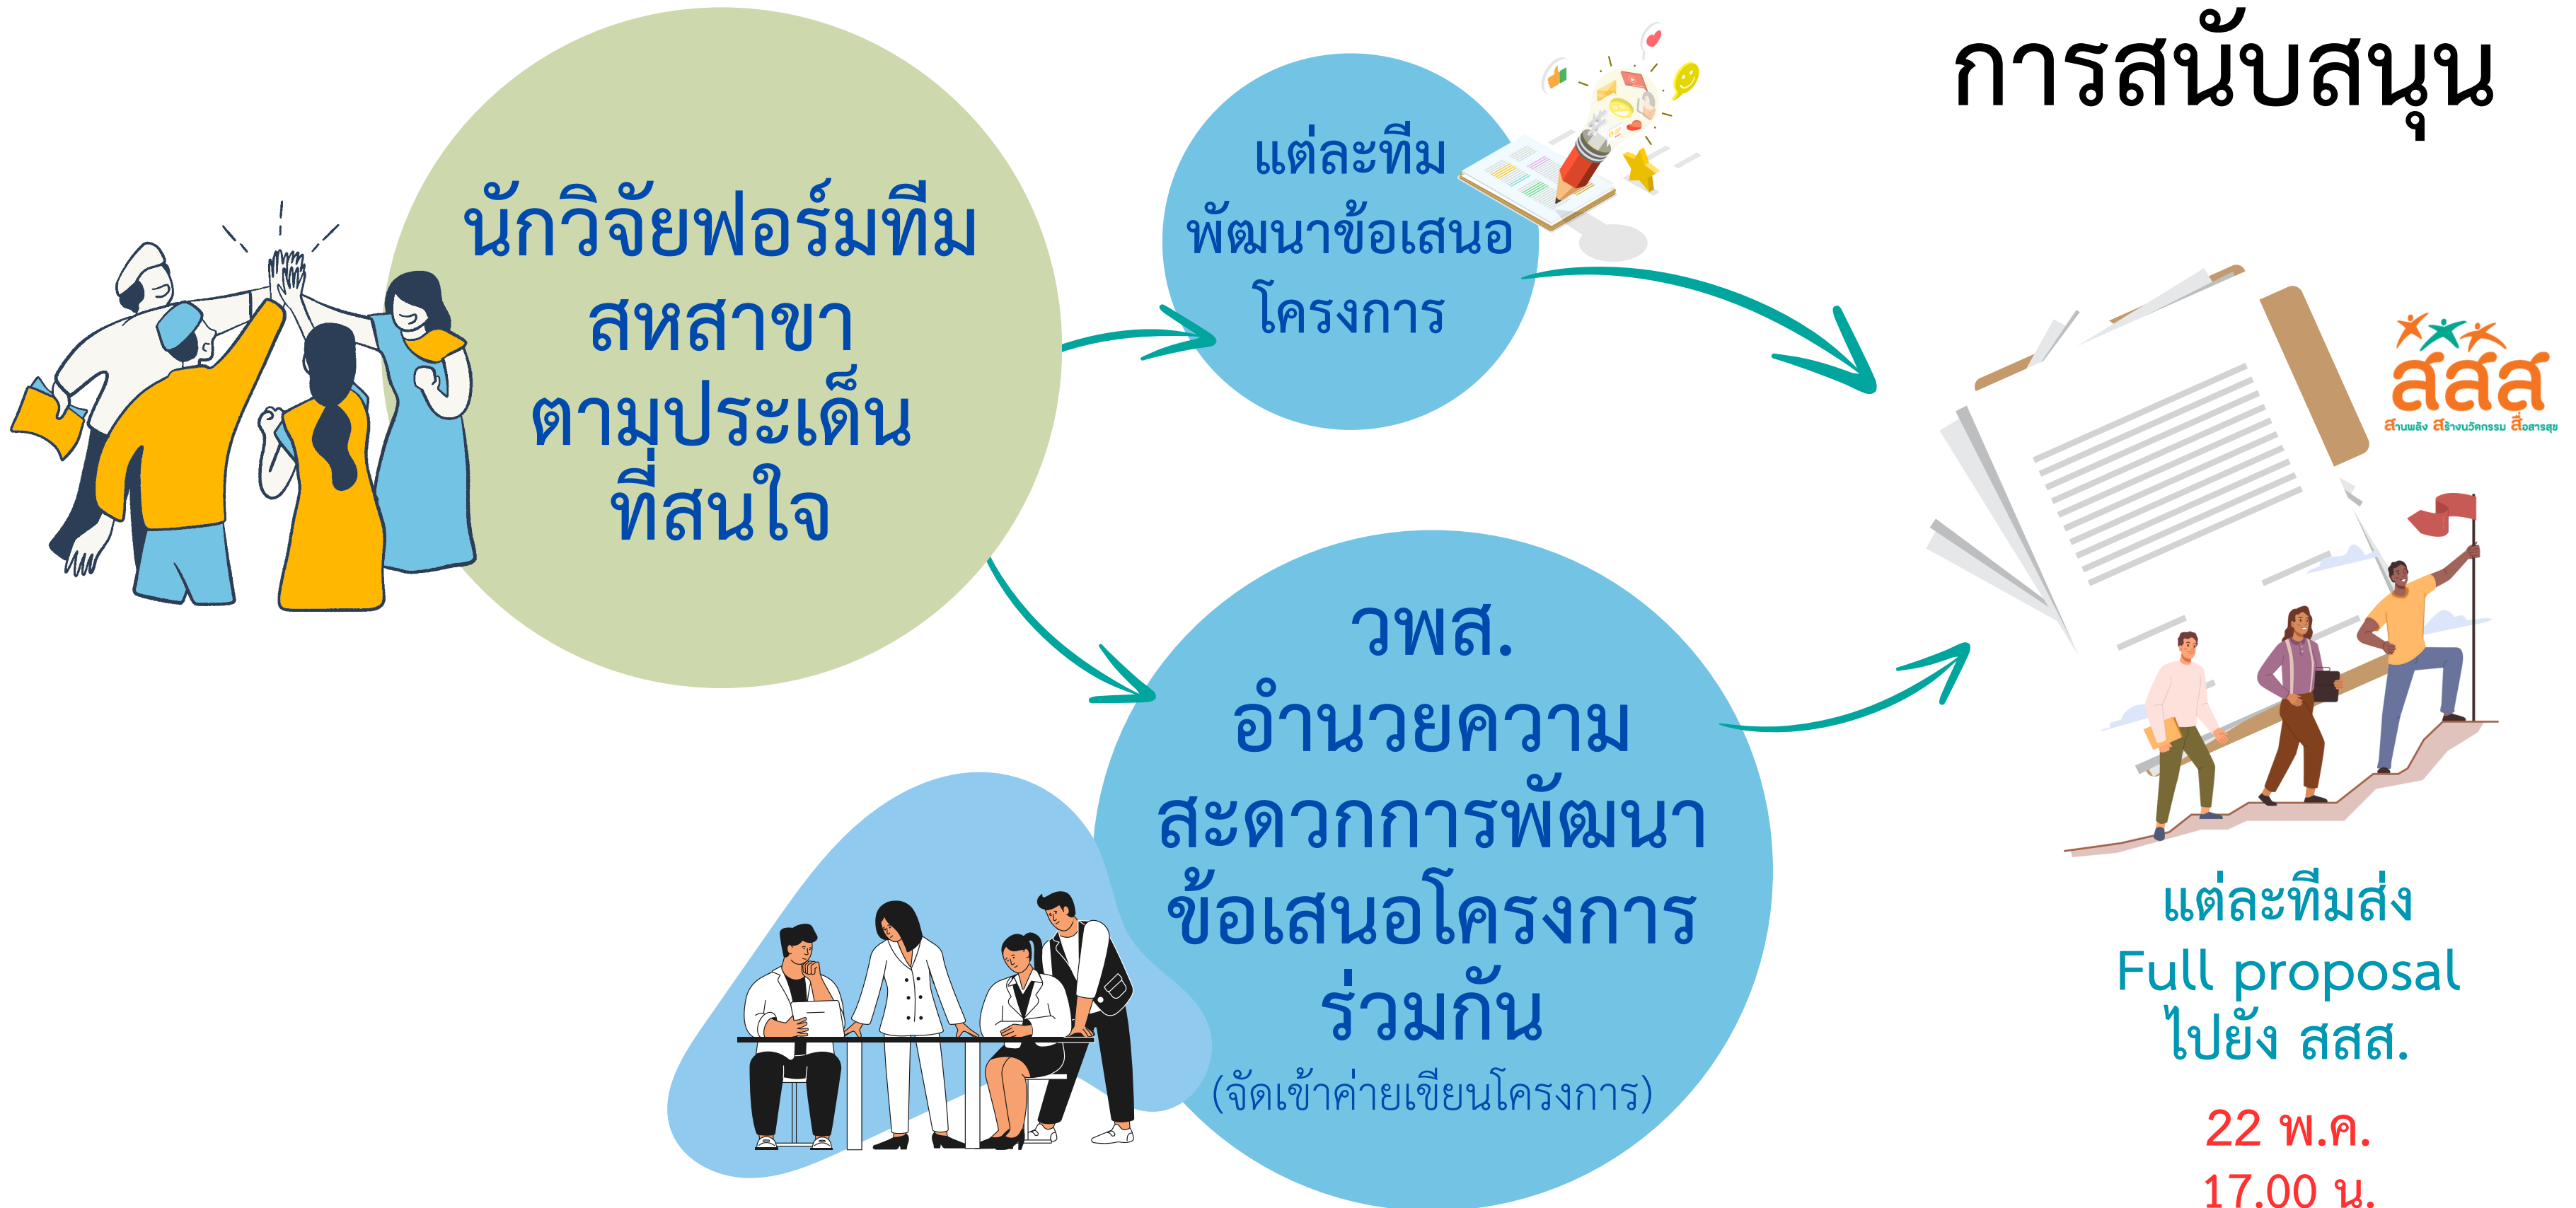 การสนับสนุน
นักวิจัยฟอร์มทีม
สหสาขา
ตามประเด็น
ที่สนใจ
แต่ละทีม
พัฒนาข้อเสนอ
โครงการ
วพส.
อำนวยความ
สะดวกการพัฒนา
ข้อเสนอโครงการ
ร่วมกัน
(จัดเข้าค่ายเขียนโครงการ)
สสส
สานพลัง สร้างนวัตกรรม สื่อสารสุข
แต่ละทีมส่ง
Full proposal
ไปยัง สสส.
22 พ.ค.
17.00 น.